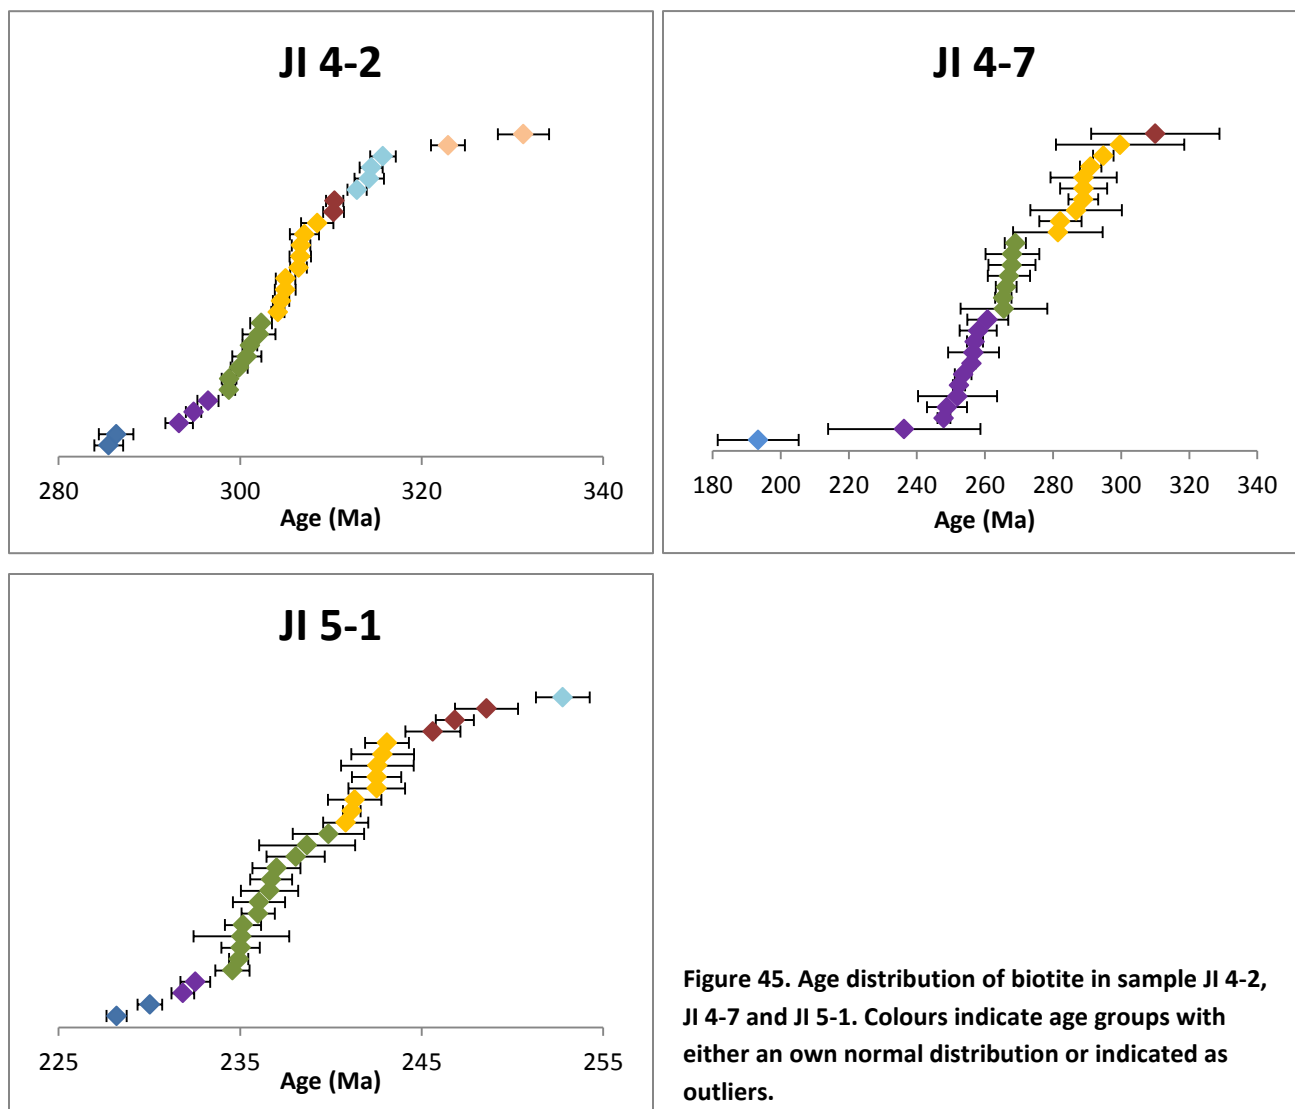 JI 4-2
280 300 320 340
Age (Ma)
JI 4-7
180 200 220 240 260 280 300 320 340
Age (Ma)
JI 5-1
225 235 245 255
Age (Ma)
Figure 45. Age distribution of biotite in sample JI 4-2,
JI 4-7 and JI 5-1. Colours indicate age groups with
either an own normal distribution or indicated as
outliers.